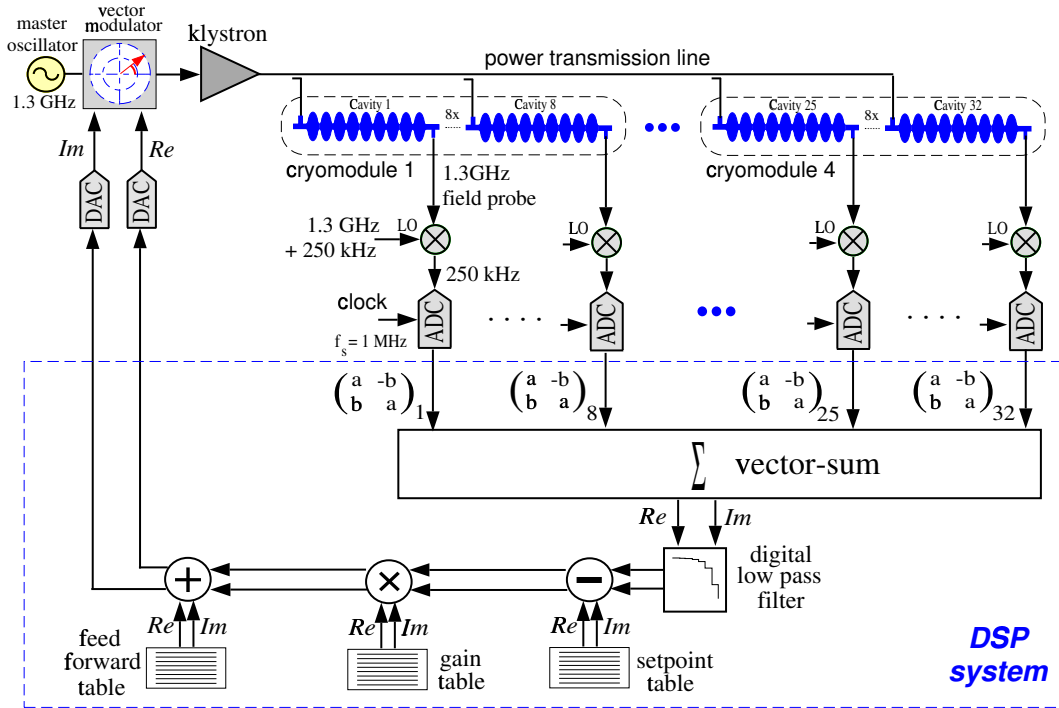 master
oscillator
1.3 GHz
vector
modulator
klystron
power transmission line
Cavity 1
8x
Cavity 8
Cavity 25
8x
Cavity 32
cryomodule 1
cryomodule 4
Im
Re
DAC
DAC
1.3GHz
field probe
1.3 GHz
+ 250 kHz
LO
LO
LO
LO
250 kHz
clock
f_s = 1 MHz
ADC
ADC
ADC
ADC
(a -b
b a)1
(a -b
b a)8
(a -b
b a)25
(a -b
b a)32
Σ vector-sum
Re
Im
digital
low pass
filter
+
×
−
Re
Im
Re
Im
Re
Im
feed
forward
table
gain
table
setpoint
table
DSP
system